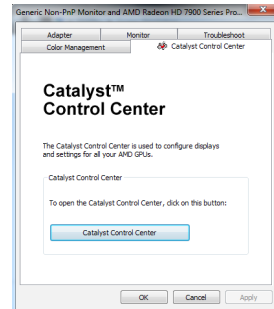 Generic Non-PnP Monitor and AMD Radeon HD 7900 Series Pro...
Adapter Monitor Troubleshoot
Color Management Catalyst Control Center
Catalyst™
Control Center
The Catalyst Control Center is used to configure displays
and settings for all your AMD GPUs.
Catalyst Control Center
To open the Catalyst Control Center, click on this button:
Catalyst Control Center
OK Cancel Apply